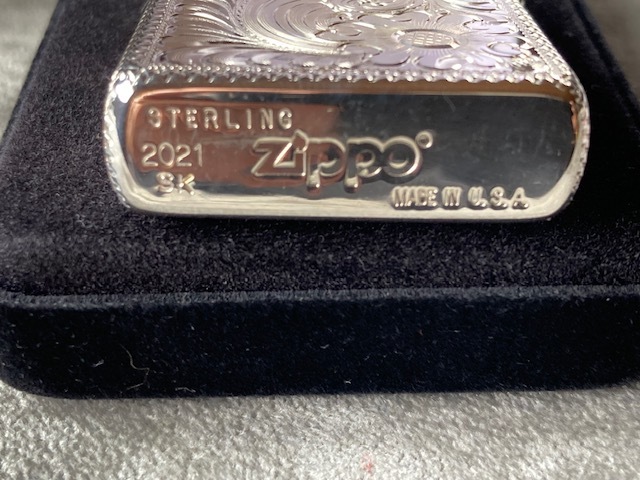 STERLING
2021 Zippo®
SK
MADE IN U.S.A.